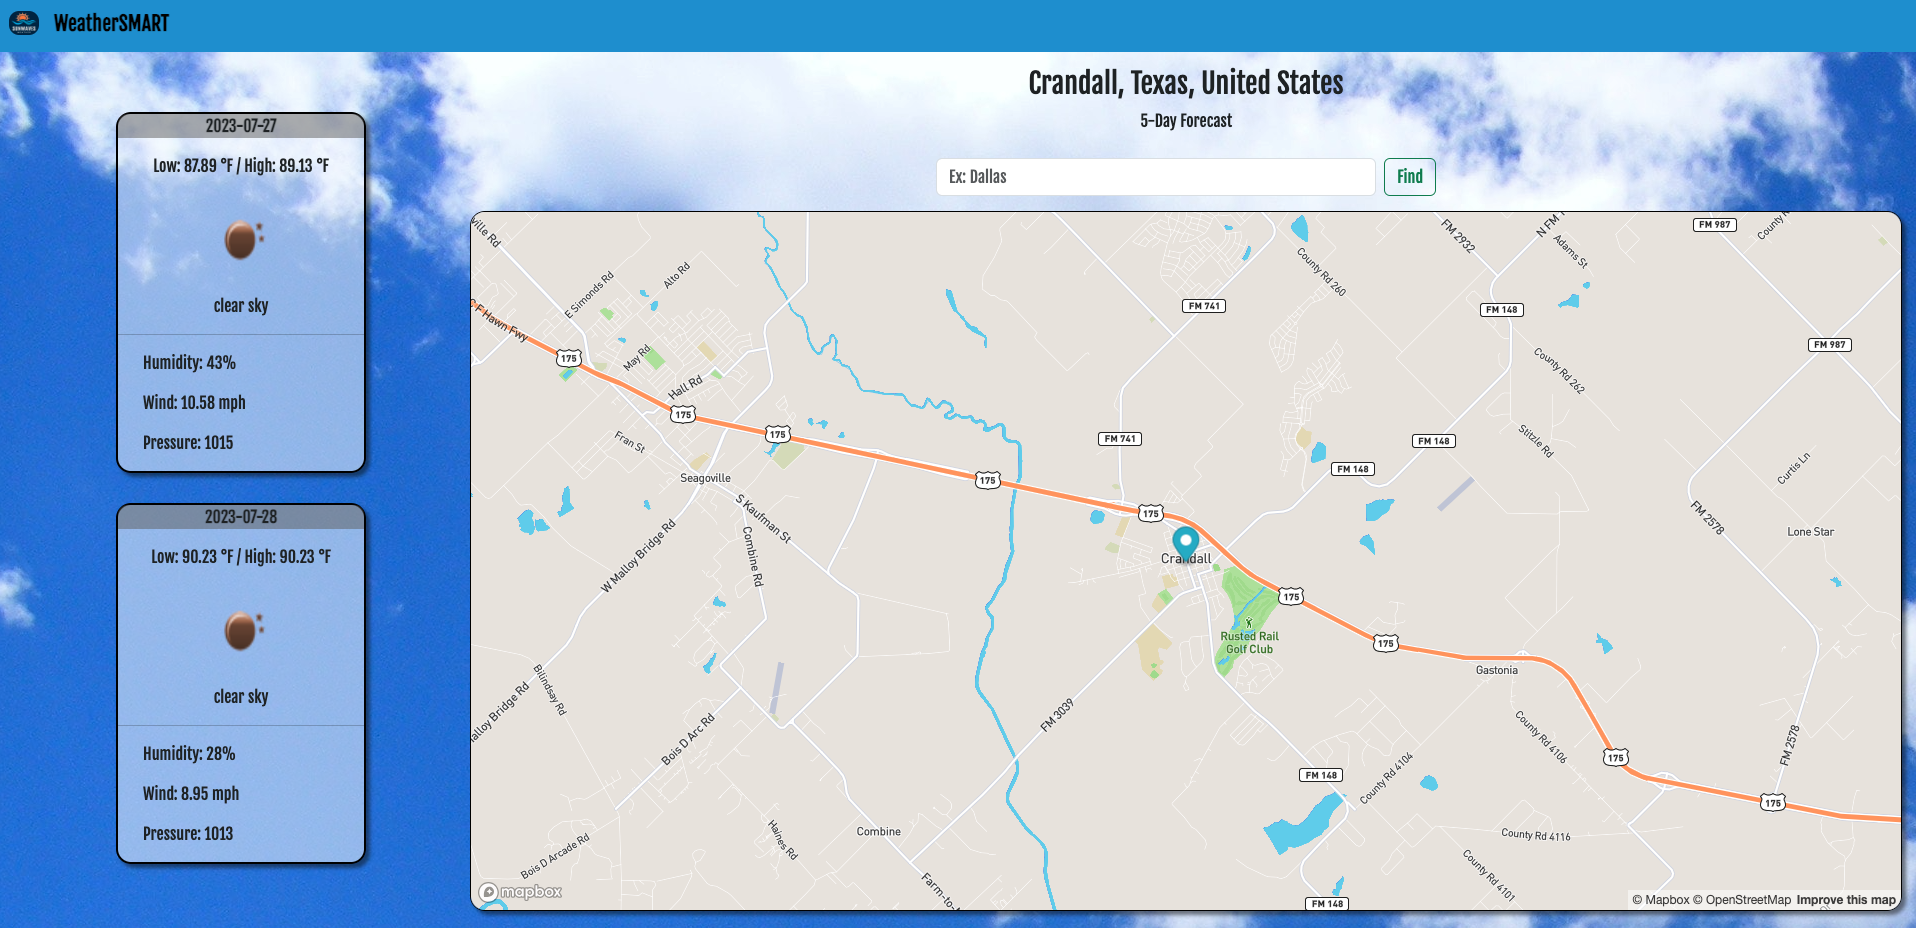 WeatherSMART
Crandall, Texas, United States
5-Day Forecast
Ex: Dallas
Find
2023-07-27
Low: 87.89 °F / High: 89.13 °F
clear sky
Humidity: 43%
Wind: 10.58 mph
Pressure: 1015
2023-07-28
Low: 90.23 °F / High: 90.23 °F
clear sky
Humidity: 28%
Wind: 8.95 mph
Pressure: 1013
ville Rd
E Simonds Rd
Alto Rd
C F Hawn Fwy
175
May Rd
Hall Rd
175
175
Fran St
Seagoville
S Kaufman St
Combine Rd
W Malloy Bridge Rd
175
FM 741
FM 741
County Rd 260
FM 2932
N FM 1
Adams St
FM 987
County R
FM 148
FM 987
County Rd 262
FM 148
FM 148
Stitzle Rd
Curtis Ln
FM 2578
Lone Star
175
Crandall
175
Rusted Rail
Golf Club
175
Gastonia
Bilindsay Rd
alloy Bridge Rd
Bois D Arc Rd
FM 3039
County Rd 4106
FM 2578
175
FM 148
County Rd 4104
175
Combine
Haines Rd
Bois D Arcade Rd
County Rd 4116
County Rd 4101
Farm-to-
FM 148
mapbox
© Mapbox © OpenStreetMap Improve this map